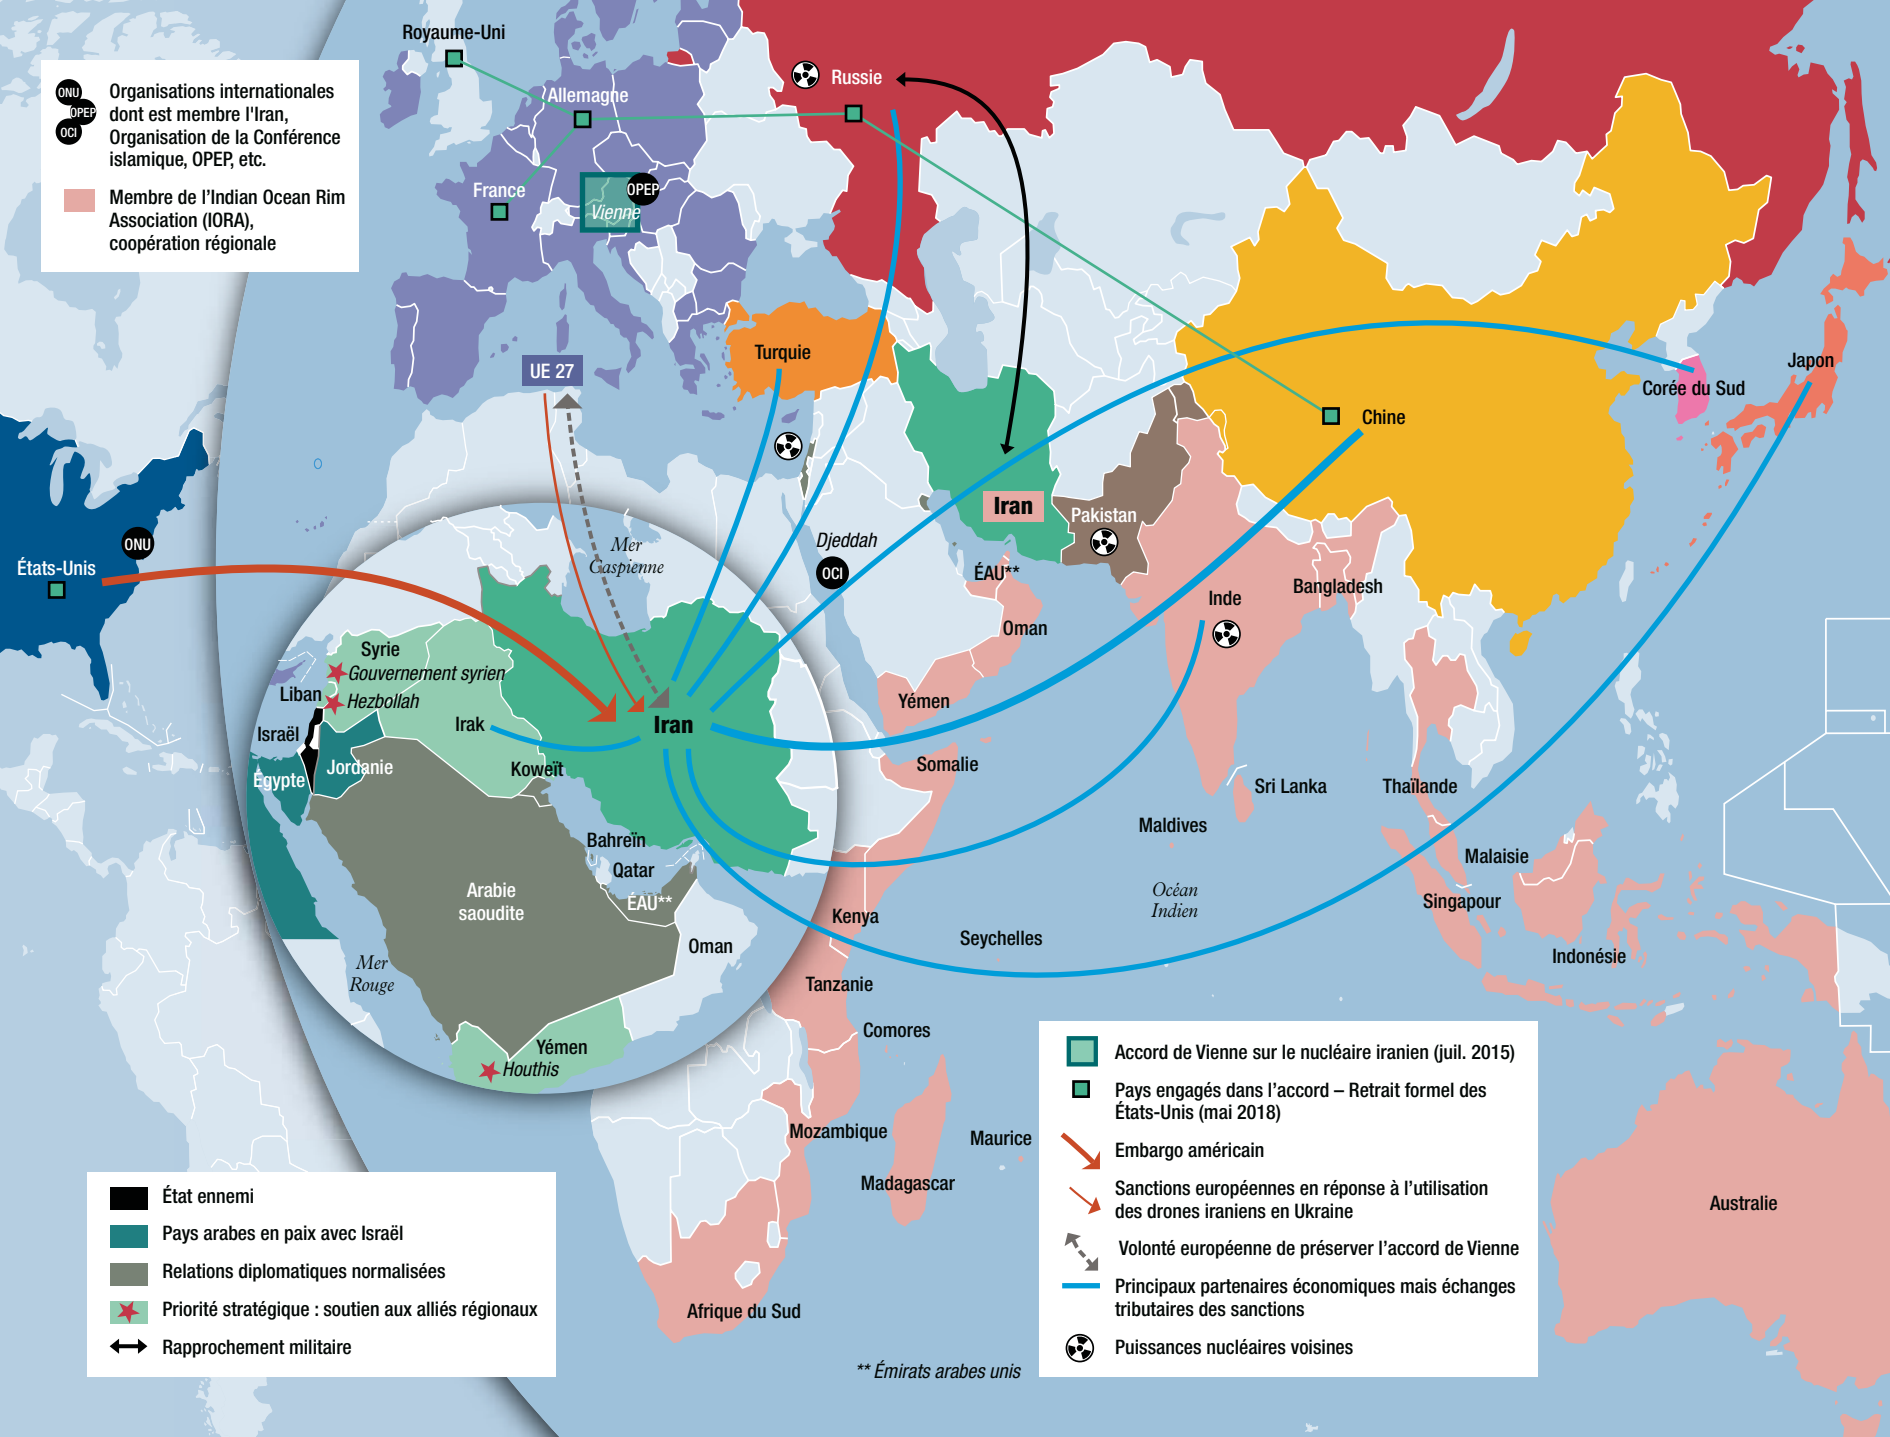 ONU
OPEP
OCI
Organisations internationales
dont est membre l'Iran,
Organisation de la Conférence
islamique, OPEP, etc.
Membre de l’Indian Ocean Rim
Association (IORA),
coopération régionale
Royaume-Uni
Allemagne
France
Vienne
OPEP
Russie
UE 27
Turquie
Iran
Pakistan
Chine
Corée du Sud
Japon
ONU
États-Unis
Djeddah
OCI
ÉAU**
Oman
Yémen
Inde
Bangladesh
Somalie
Sri Lanka
Thaïlande
Maldives
Malaisie
Singapour
Indonésie
Océan
Indien
Kenya
Seychelles
Tanzanie
Comores
Mozambique
Madagascar
Maurice
Afrique du Sud
Australie
Mer
Caspienne
Syrie
Gouvernement syrien
Liban
Hezbollah
Israël
Irak
Iran
Égypte
Jordanie
Koweït
Bahreïn
Qatar
ÉAU**
Arabie
saoudite
Oman
Mer
Rouge
Yémen
Houthis
État ennemi
Pays arabes en paix avec Israël
Relations diplomatiques normalisées
Priorité stratégique : soutien aux alliés régionaux
Rapprochement militaire
Accord de Vienne sur le nucléaire iranien (juil. 2015)
Pays engagés dans l’accord – Retrait formel des
États-Unis (mai 2018)
Embargo américain
Sanctions européennes en réponse à l’utilisation
des drones iraniens en Ukraine
Volonté européenne de préserver l’accord de Vienne
Principaux partenaires économiques mais échanges
tributaires des sanctions
Puissances nucléaires voisines
** Émirats arabes unis